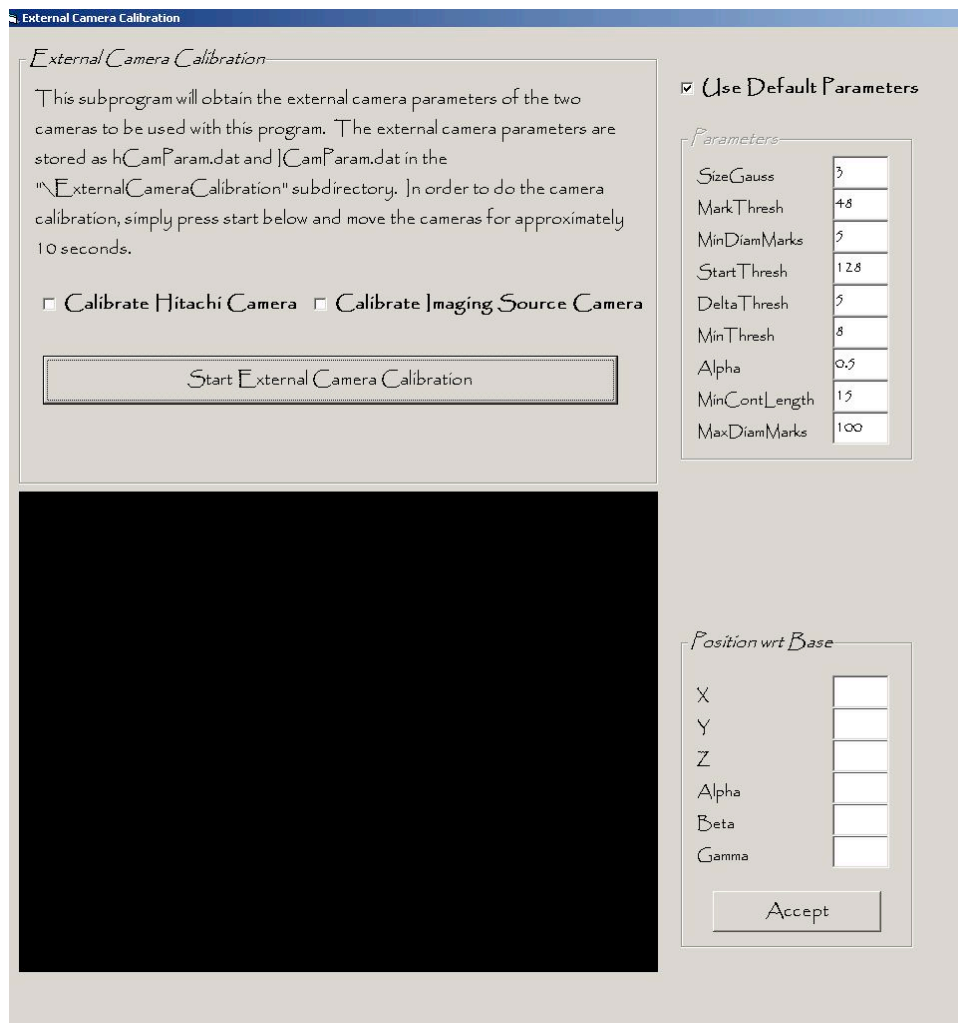 External Camera Calibration
External Camera Calibration
This subprogram will obtain the external camera parameters of the two
cameras to be used with this program. The external camera parameters are
stored as hCamParam.dat and ICamParam.dat in the
"\ExternalCameraCalibration" subdirectory. In order to do the camera
calibration, simply press start below and move the cameras for approximately
10 seconds.
Calibrate Hitachi Camera Calibrate Imaging Source Camera
Start External Camera Calibration
Use Default Parameters
Parameters
SizeGauss 3
MarkThresh 48
MinDiamMarks 5
StartThresh 128
DeltaThresh 5
MinThresh 8
Alpha 0.5
MinContLength 15
MaxDiamMarks 100
Position wrt Base
X
Y
Z
Alpha
Beta
Gamma
Accept